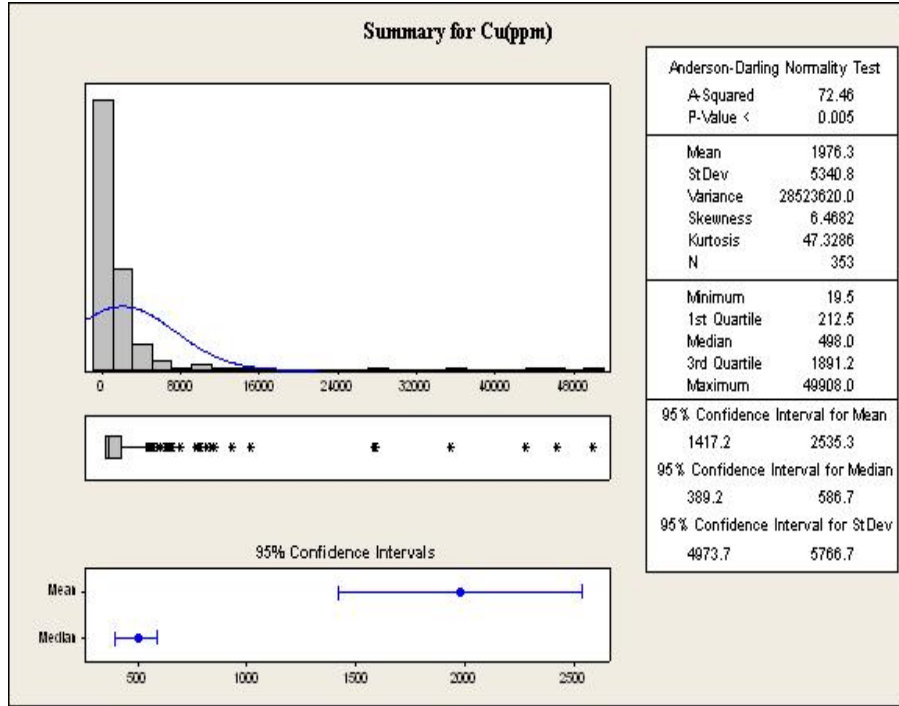 Summary for Cu(ppm)
0 8000 16000 24000 32000 40000 48000
95% Confidence Intervals
Mean
Median
500 1000 1500 2000 2500
Anderson-Darling Normality Test
A-Squared 72.46
P-Value < 0.005
Mean 1976.3
StDev 5340.8
Variance 28523620.0
Skewness 6.4682
Kurtosis 47.3286
N 353
Minimum 19.5
1st Quartile 212.5
Median 498.0
3rd Quartile 1891.2
Maximum 49908.0
95% Confidence Interval for Mean
1417.2 2535.3
95% Confidence Interval for Median
389.2 586.7
95% Confidence Interval for StDev
4973.7 5766.7